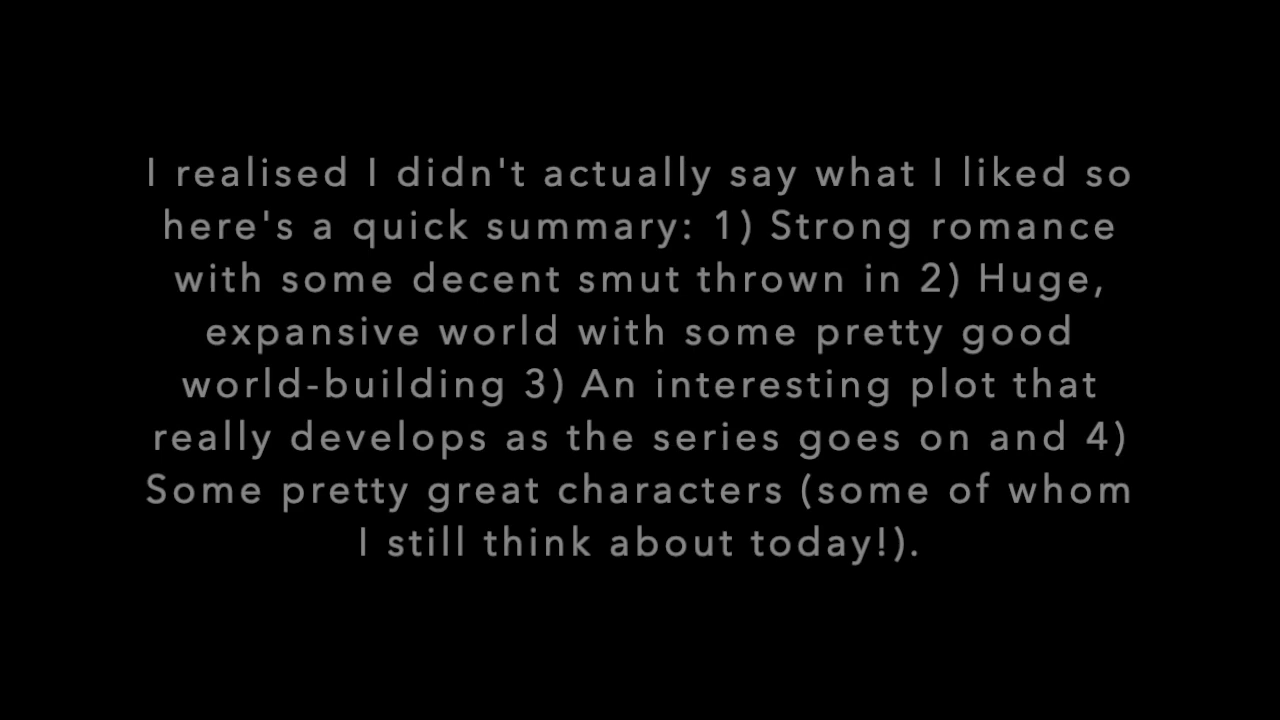 I realised I didn't actually say what I liked so
here's a quick summary: 1) Strong romance
with some decent smut thrown in 2) Huge,
expansive world with some pretty good
world-building 3) An interesting plot that
really develops as the series goes on and 4)
Some pretty great characters (some of whom
I still think about today!).